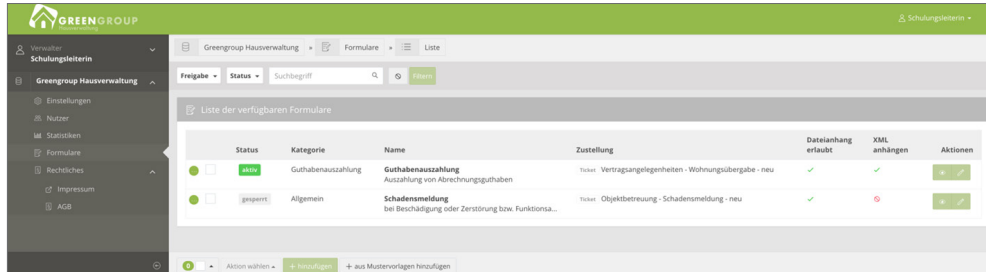 GREENGROUP
Hausverwaltung
Schulungsleiterin
Verwalter
Schulungsleiterin
Greengroup Hausverwaltung » Formulare » Liste
Greengroup Hausverwaltung
Freigabe Status Suchbegriff Filtern
Einstellungen
Nutzer
Statistiken
Formulare
Rechtliches
Impressum
AGB
Liste der verfügbaren Formulare
Status Kategorie Name Zustellung Dateianhang erlaubt XML anhängen Aktionen
aktiv Guthabenauszahlung Guthabenauszahlung Ticket Vertragsangelegenheiten - Wohnungsübergabe - neu
Auszahlung von Abrechnungsguthaben
gesperrt Allgemein Schadensmeldung Ticket Objektbetreuung - Schadensmeldung - neu
bei Beschädigung oder Zerstörung bzw. Funktionsa...
0 Aktion wählen + hinzufügen + aus Mustervorlagen hinzufügen